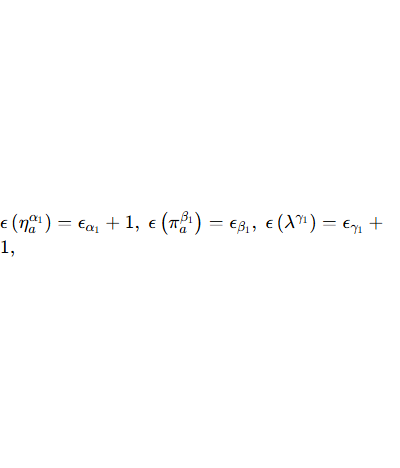 ϵ(η_a^{α_1}) = ϵ_{α_1} + 1, ϵ(π_a^{β_1}) = ϵ_{β_1}, ϵ(λ^{γ_1}) = ϵ_{γ_1} +
1,